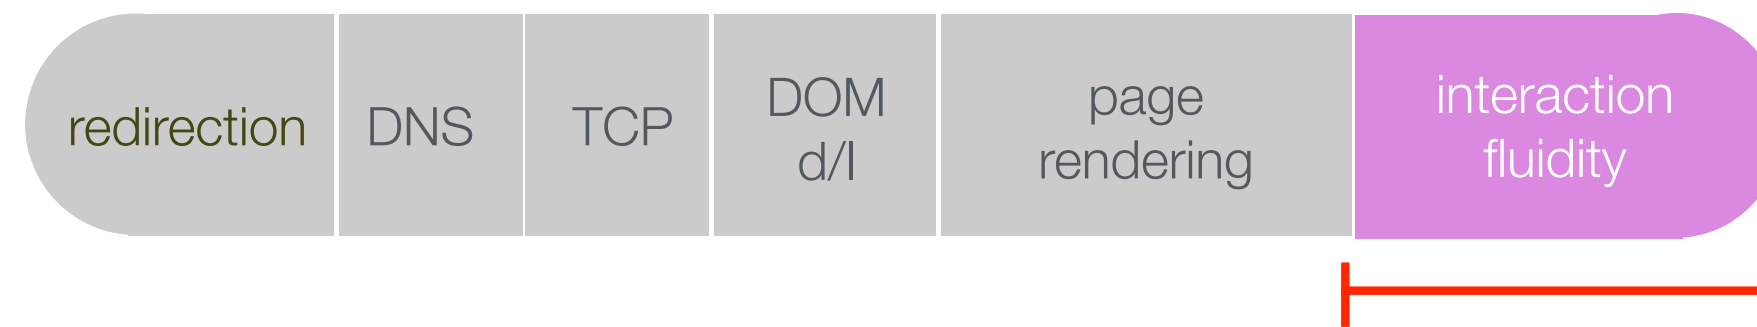 redirection
DNS
TCP
DOM
d/l
page
rendering
interaction
fluidity